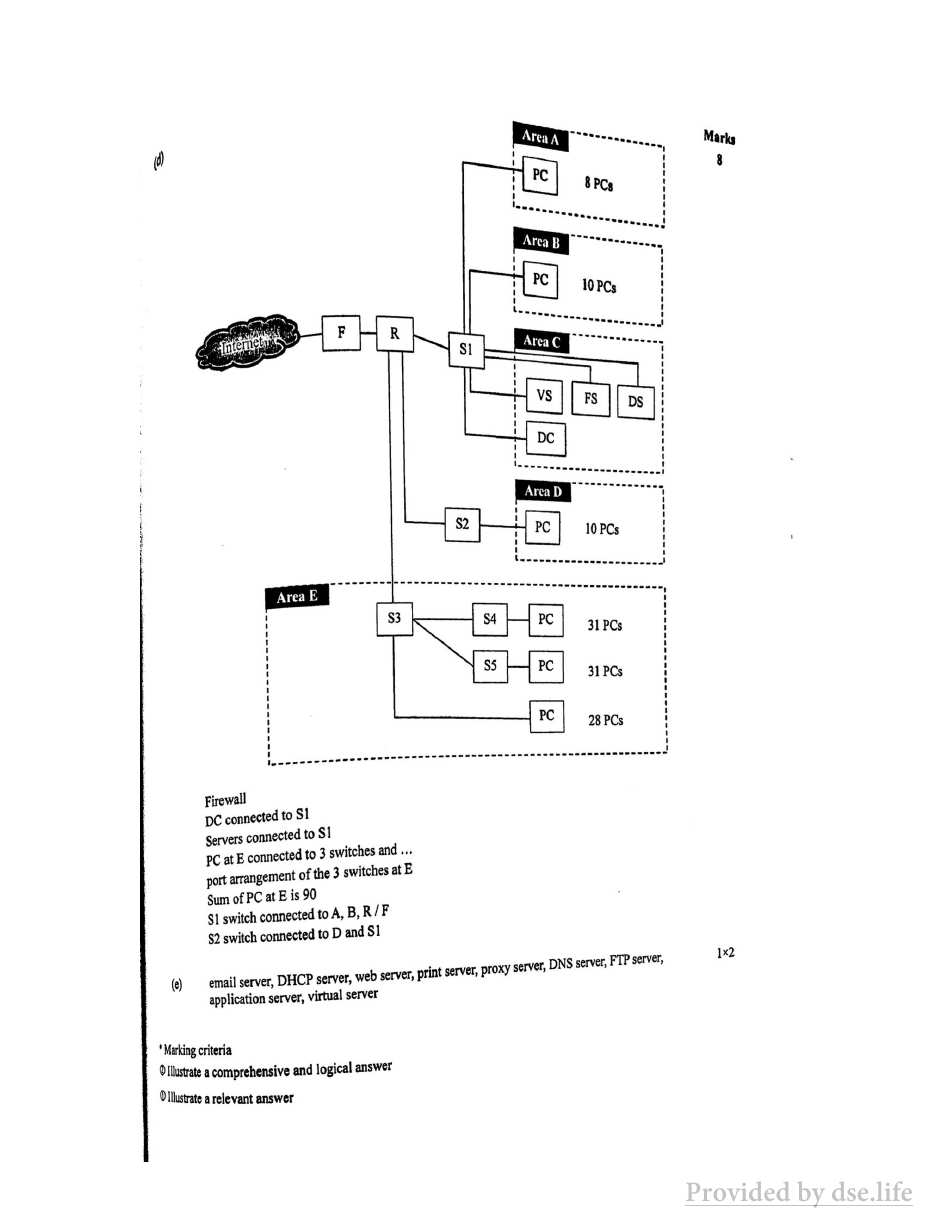 Marks
(d)
8
Area A
PC
8 PCs
Area B
PC
10 PCs
Internet
F
R
S1
Area C
VS
FS
DS
DC
Area D
S2
PC
10 PCs
Area E
S3
S4
PC
31 PCs
S5
PC
31 PCs
PC
28 PCs
Firewall
DC connected to S1
Servers connected to S1
PC at E connected to 3 switches and ...
port arrangement of the 3 switches at E
Sum of PC at E is 90
S1 switch connected to A, B, R / F
S2 switch connected to D and S1
(e) email server, DHCP server, web server, print server, proxy server, DNS server, FTP server, 1×2
application server, virtual server
* Marking criteria
① Illustrate a comprehensive and logical answer
① Illustrate a relevant answer
Provided by dse.life